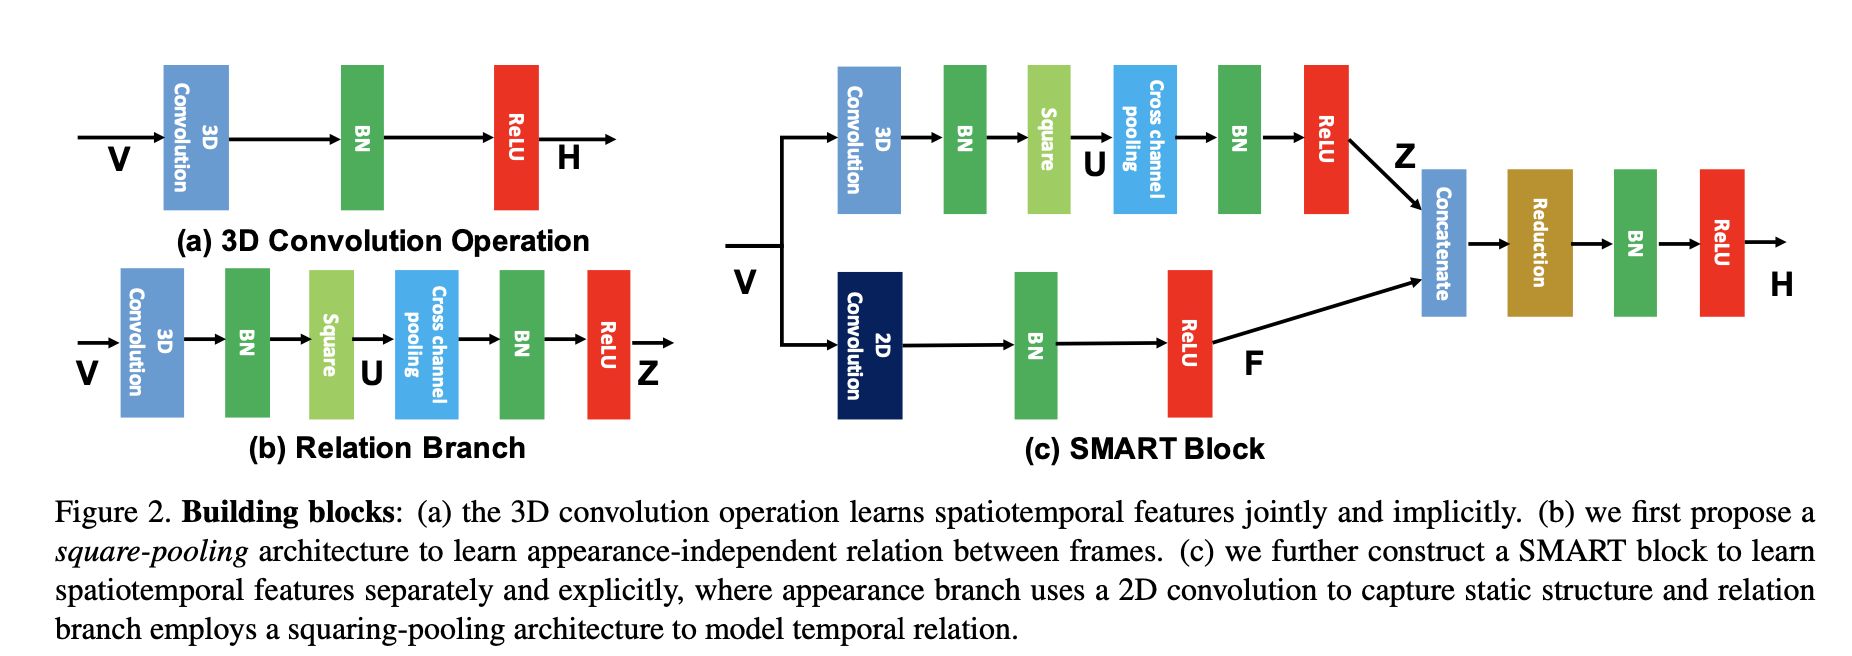 3D
Convolution
BN
ReLU
V
H
(a) 3D Convolution Operation
3D
Convolution
BN
Square
Cross channel
pooling
BN
ReLU
V
U
Z
(b) Relation Branch
3D
Convolution
BN
Square
Cross channel
pooling
BN
ReLU
U
Z
V
2D
Convolution
BN
ReLU
F
Concatenate
Reduction
BN
ReLU
H
(c) SMART Block
Figure 2. Building blocks: (a) the 3D convolution operation learns spatiotemporal features jointly and implicitly. (b) we first propose a
square-pooling architecture to learn appearance-independent relation between frames. (c) we further construct a SMART block to learn
spatiotemporal features separately and explicitly, where appearance branch uses a 2D convolution to capture static structure and relation
branch employs a squaring-pooling architecture to model temporal relation.